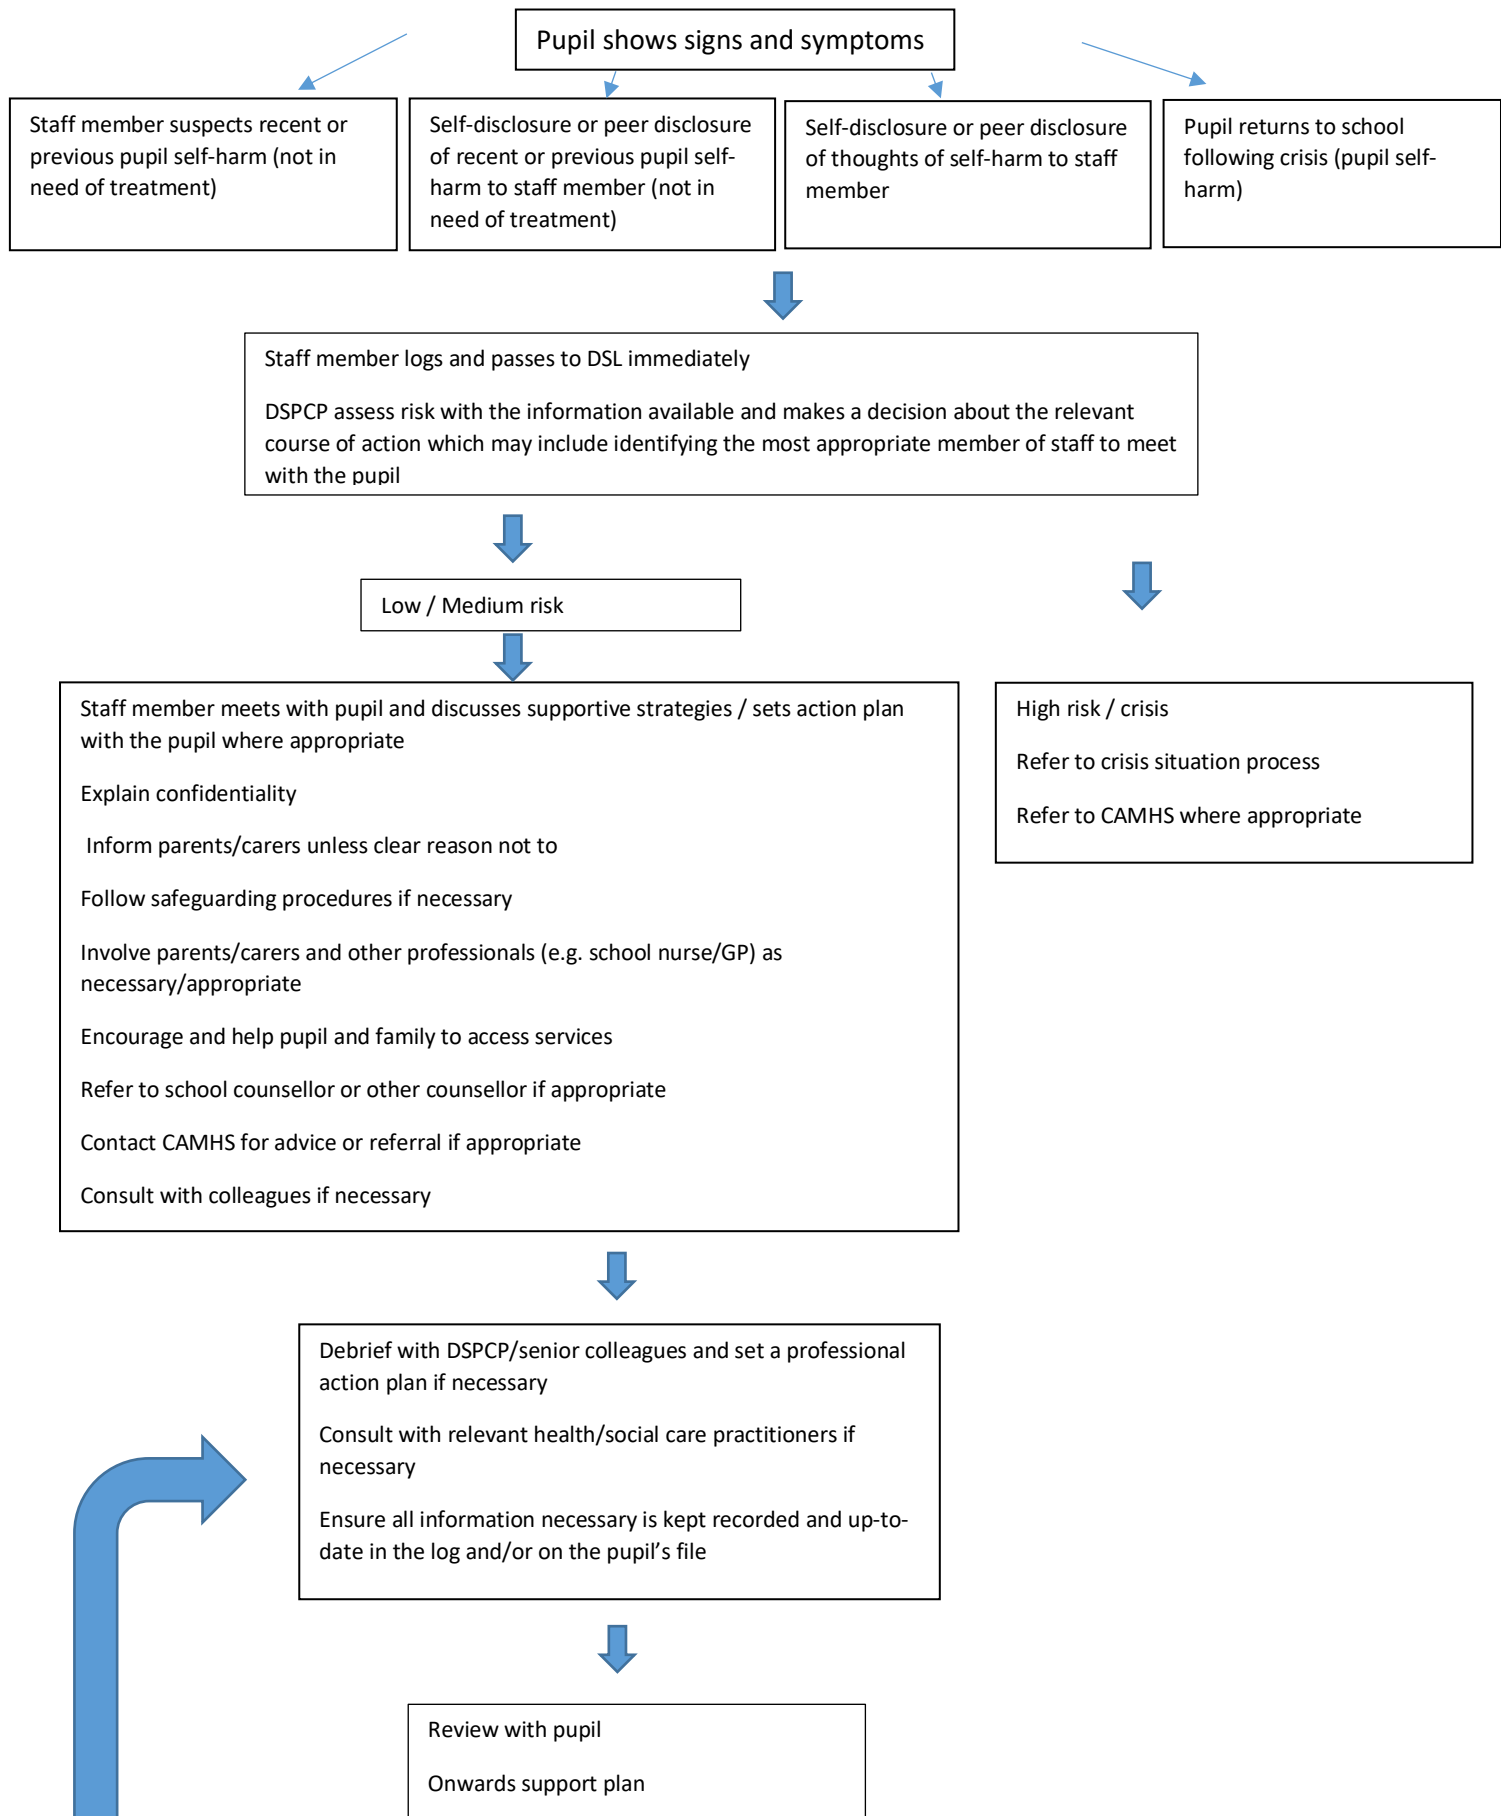 Pupil shows signs and symptoms
Staff member suspects recent or
previous pupil self-harm (not in
need of treatment)
Self-disclosure or peer disclosure
of recent or previous pupil self-
harm to staff member (not in
need of treatment)
Self-disclosure or peer disclosure
of thoughts of self-harm to staff
member
Pupil returns to school
following crisis (pupil self-
harm)
Staff member logs and passes to DSL immediately
DSPCP assess risk with the information available and makes a decision about the relevant
course of action which may include identifying the most appropriate member of staff to meet
with the pupil
Low / Medium risk
Staff member meets with pupil and discusses supportive strategies / sets action plan
with the pupil where appropriate
Explain confidentiality
Inform parents/carers unless clear reason not to
Follow safeguarding procedures if necessary
Involve parents/carers and other professionals (e.g. school nurse/GP) as
necessary/appropriate
Encourage and help pupil and family to access services
Refer to school counsellor or other counsellor if appropriate
Contact CAMHS for advice or referral if appropriate
Consult with colleagues if necessary
High risk / crisis
Refer to crisis situation process
Refer to CAMHS where appropriate
Debrief with DSPCP/senior colleagues and set a professional
action plan if necessary
Consult with relevant health/social care practitioners if
necessary
Ensure all information necessary is kept recorded and up-to-
date in the log and/or on the pupil’s file
Review with pupil
Onwards support plan